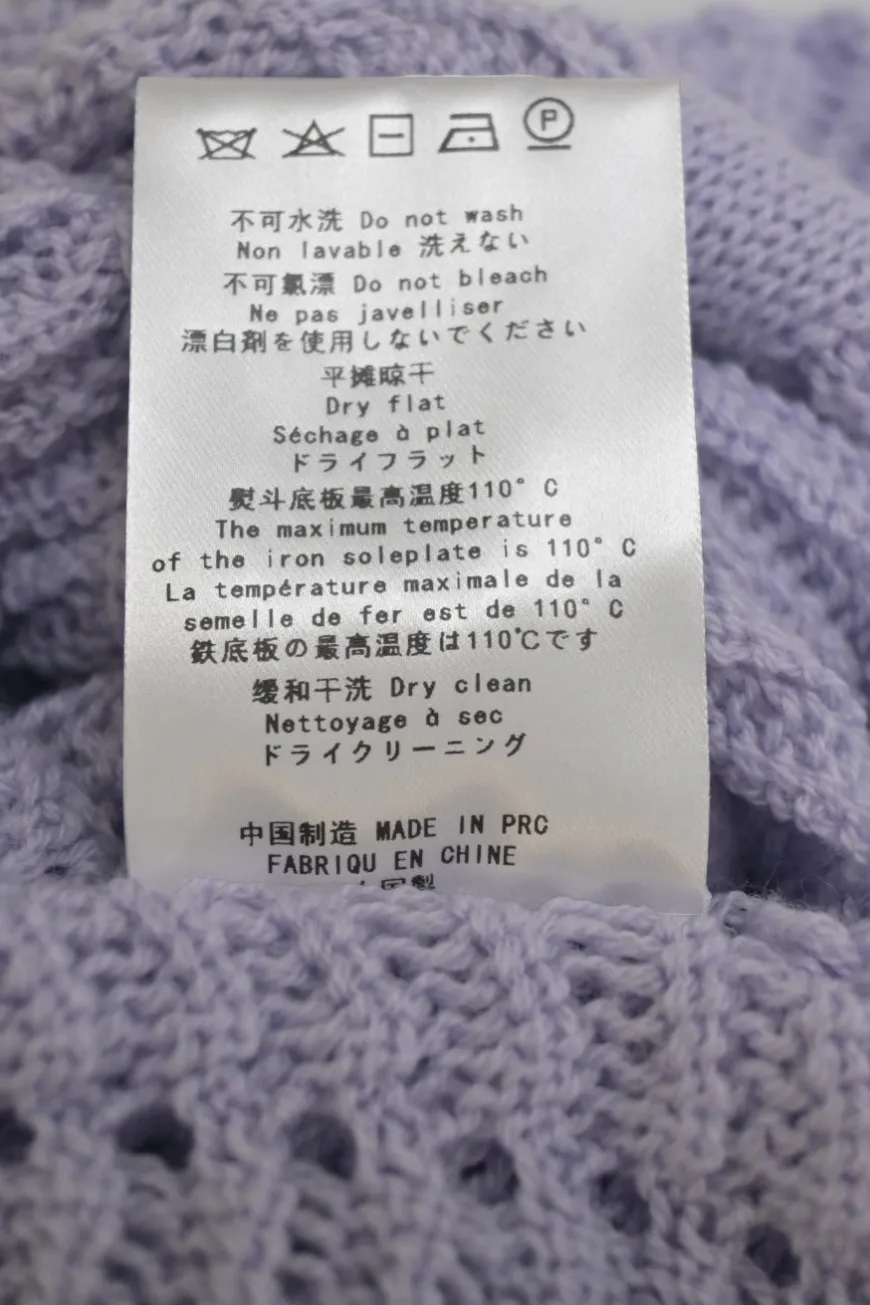 P
不可水洗 Do not wash
Non lavable 洗えない
不可氯漂 Do not bleach
Ne pas javelliser
漂白剤を使用しないでください
平摊晾干
Dry flat
Séchage à plat
ドライフラット
熨斗底板最高温度110° C
The maximum temperature
of the iron soleplate is 110° C
La température maximale de la
semelle de fer est de 110° C
鉄底板の最高温度は110℃です
缓和干洗 Dry clean
Nettoyage à sec
ドライクリーニング
中国制造 MADE IN PRC
FABRIQU EN CHINE